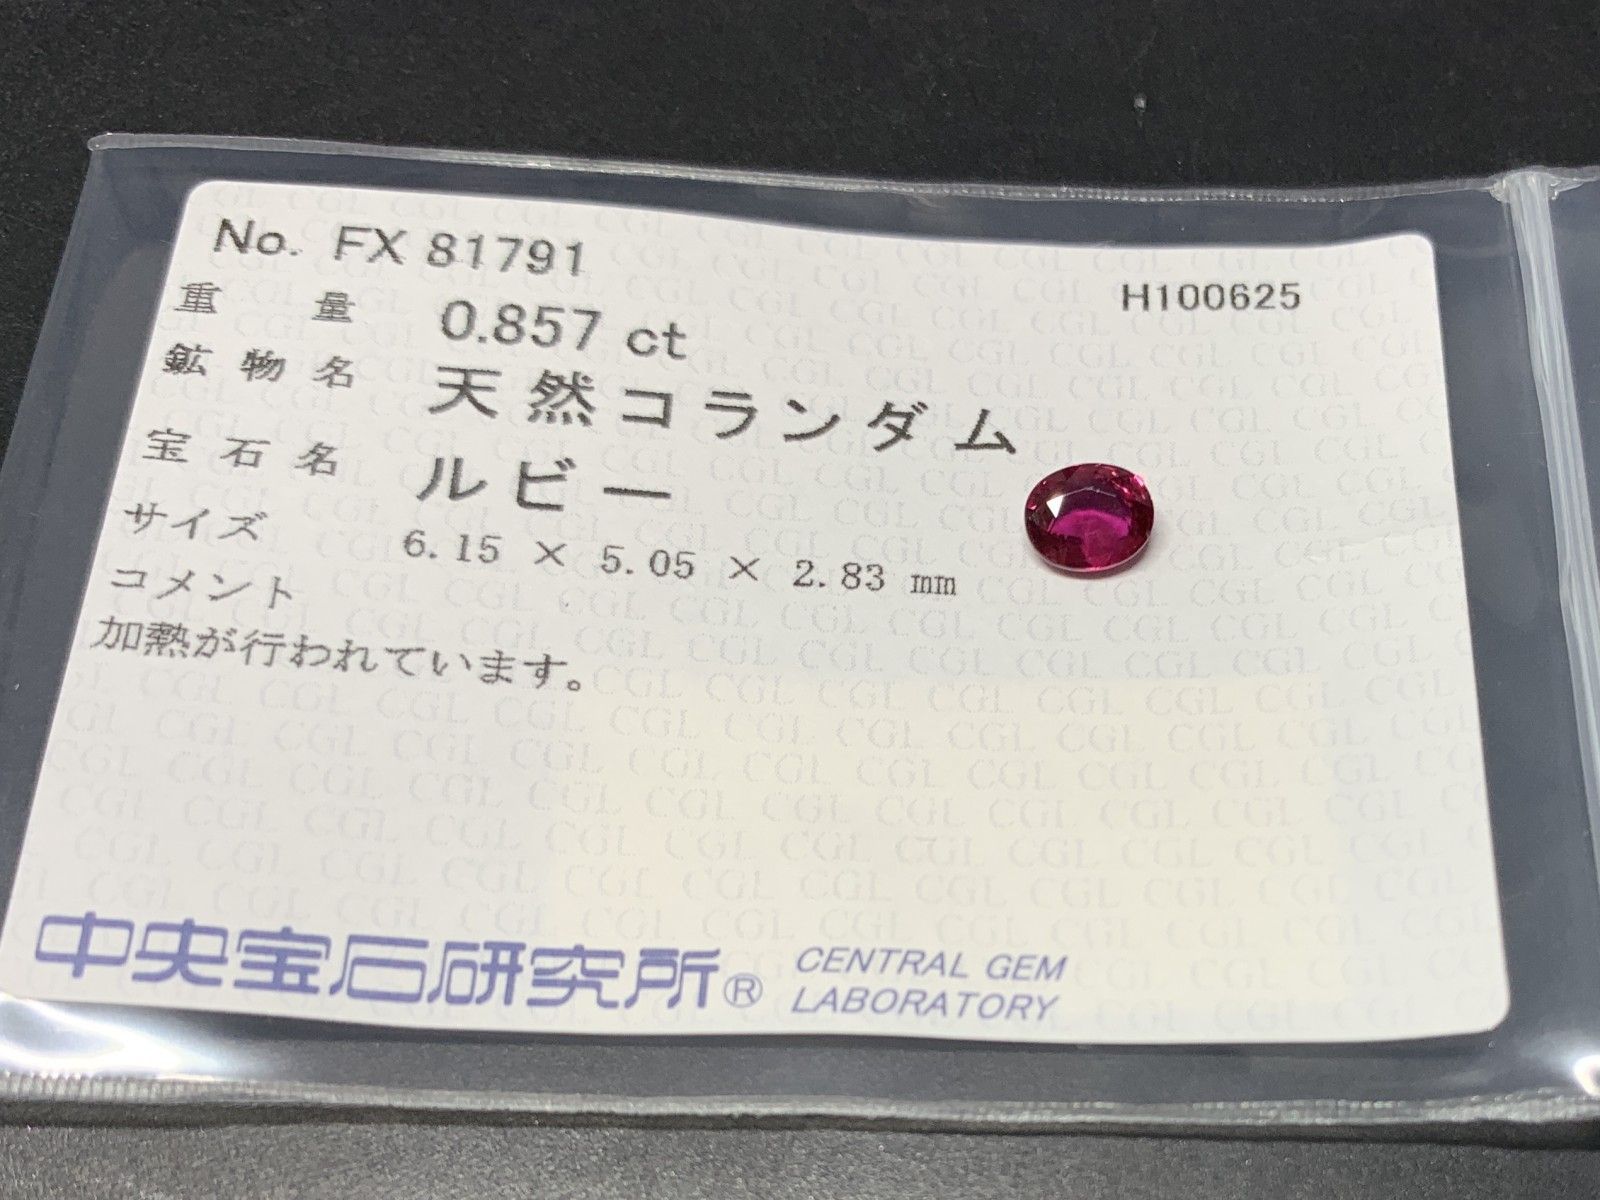 No. FX 81791
H100625
重量 0.857 ct
鉱物名 天然コランダム
宝石名 ルビー
サイズ 6.15 × 5.05 × 2.83 mm
コメント
加熱が行われています。
中央宝石研究所® CENTRAL GEM
LABORATORY